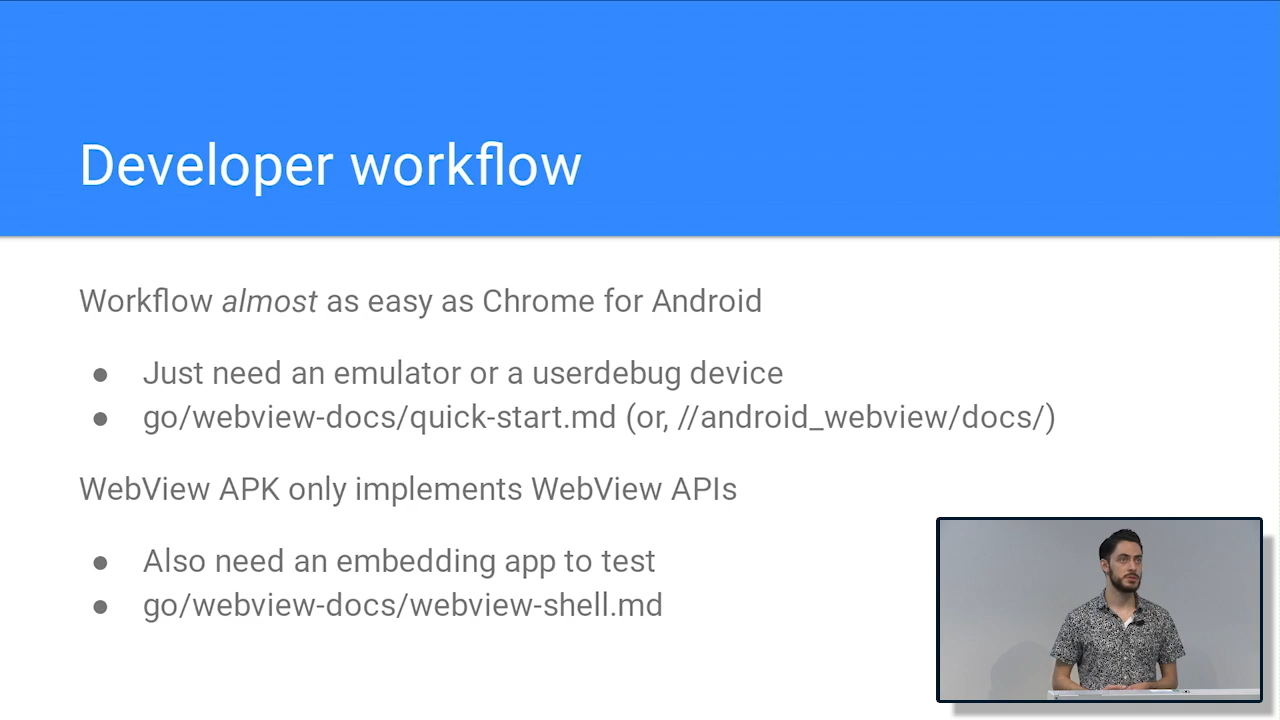 Developer workflow
Workflow almost as easy as Chrome for Android
● Just need an emulator or a userdebug device
● go/webview-docs/quick-start.md (or, //android_webview/docs/)
WebView APK only implements WebView APIs
● Also need an embedding app to test
● go/webview-docs/webview-shell.md